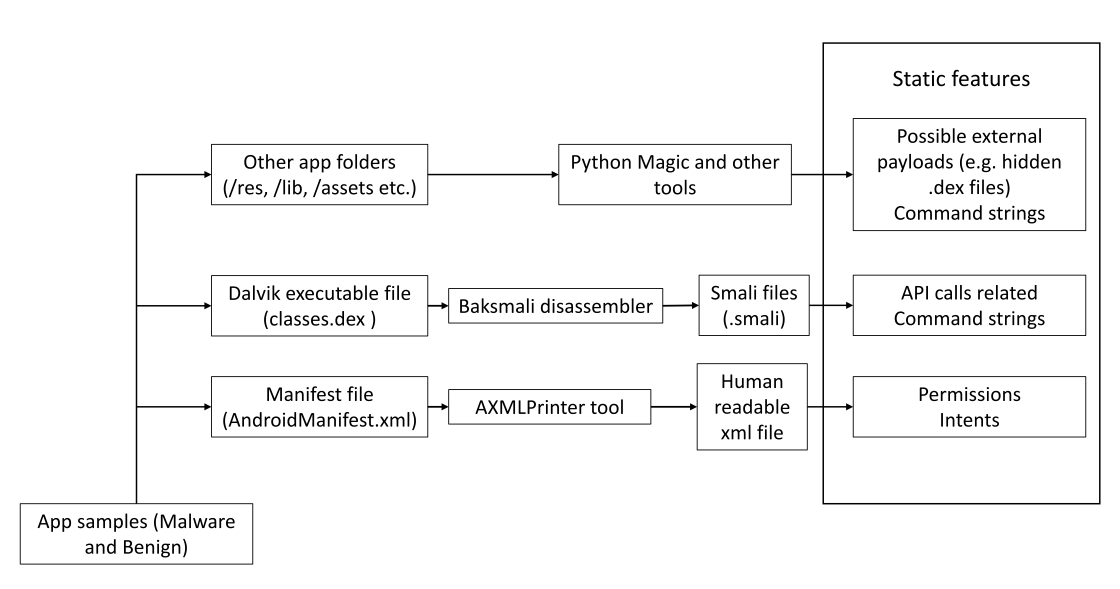 Static features
Other app folders
(/res, /lib, /assets etc.)
Python Magic and other
tools
Possible external
payloads (e.g. hidden
.dex files)
Command strings
Dalvik executable file
(classes.dex )
Baksmali disassembler
Smali files
(.smali)
API calls related
Command strings
Manifest file
(AndroidManifest.xml)
AXMLPrinter tool
Human
readable
xml file
Permissions
Intents
App samples (Malware
and Benign)